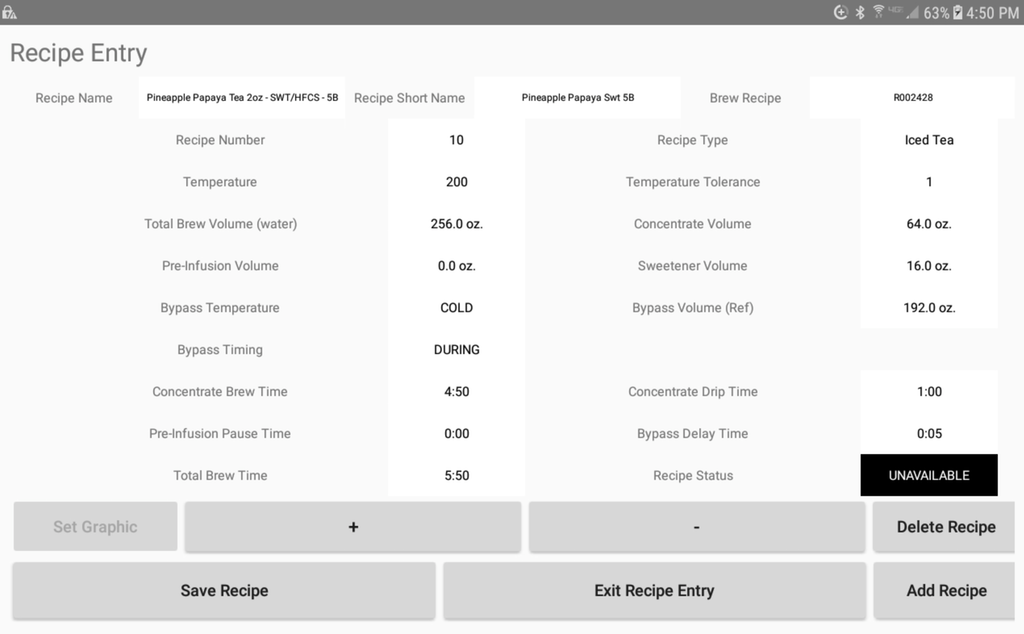 63% 4:50 PM
Recipe Entry
Recipe Name Pineapple Papaya Tea 2oz - SWT/HFCS - 5B Recipe Short Name Pineapple Papaya Swt 5B Brew Recipe R002428
Recipe Number 10 Recipe Type Iced Tea
Temperature 200 Temperature Tolerance 1
Total Brew Volume (water) 256.0 oz. Concentrate Volume 64.0 oz.
Pre-Infusion Volume 0.0 oz. Sweetener Volume 16.0 oz.
Bypass Temperature COLD Bypass Volume (Ref) 192.0 oz.
Bypass Timing DURING
Concentrate Brew Time 4:50 Concentrate Drip Time 1:00
Pre-Infusion Pause Time 0:00 Bypass Delay Time 0:05
Total Brew Time 5:50 Recipe Status UNAVAILABLE
Set Graphic + - Delete Recipe
Save Recipe Exit Recipe Entry Add Recipe